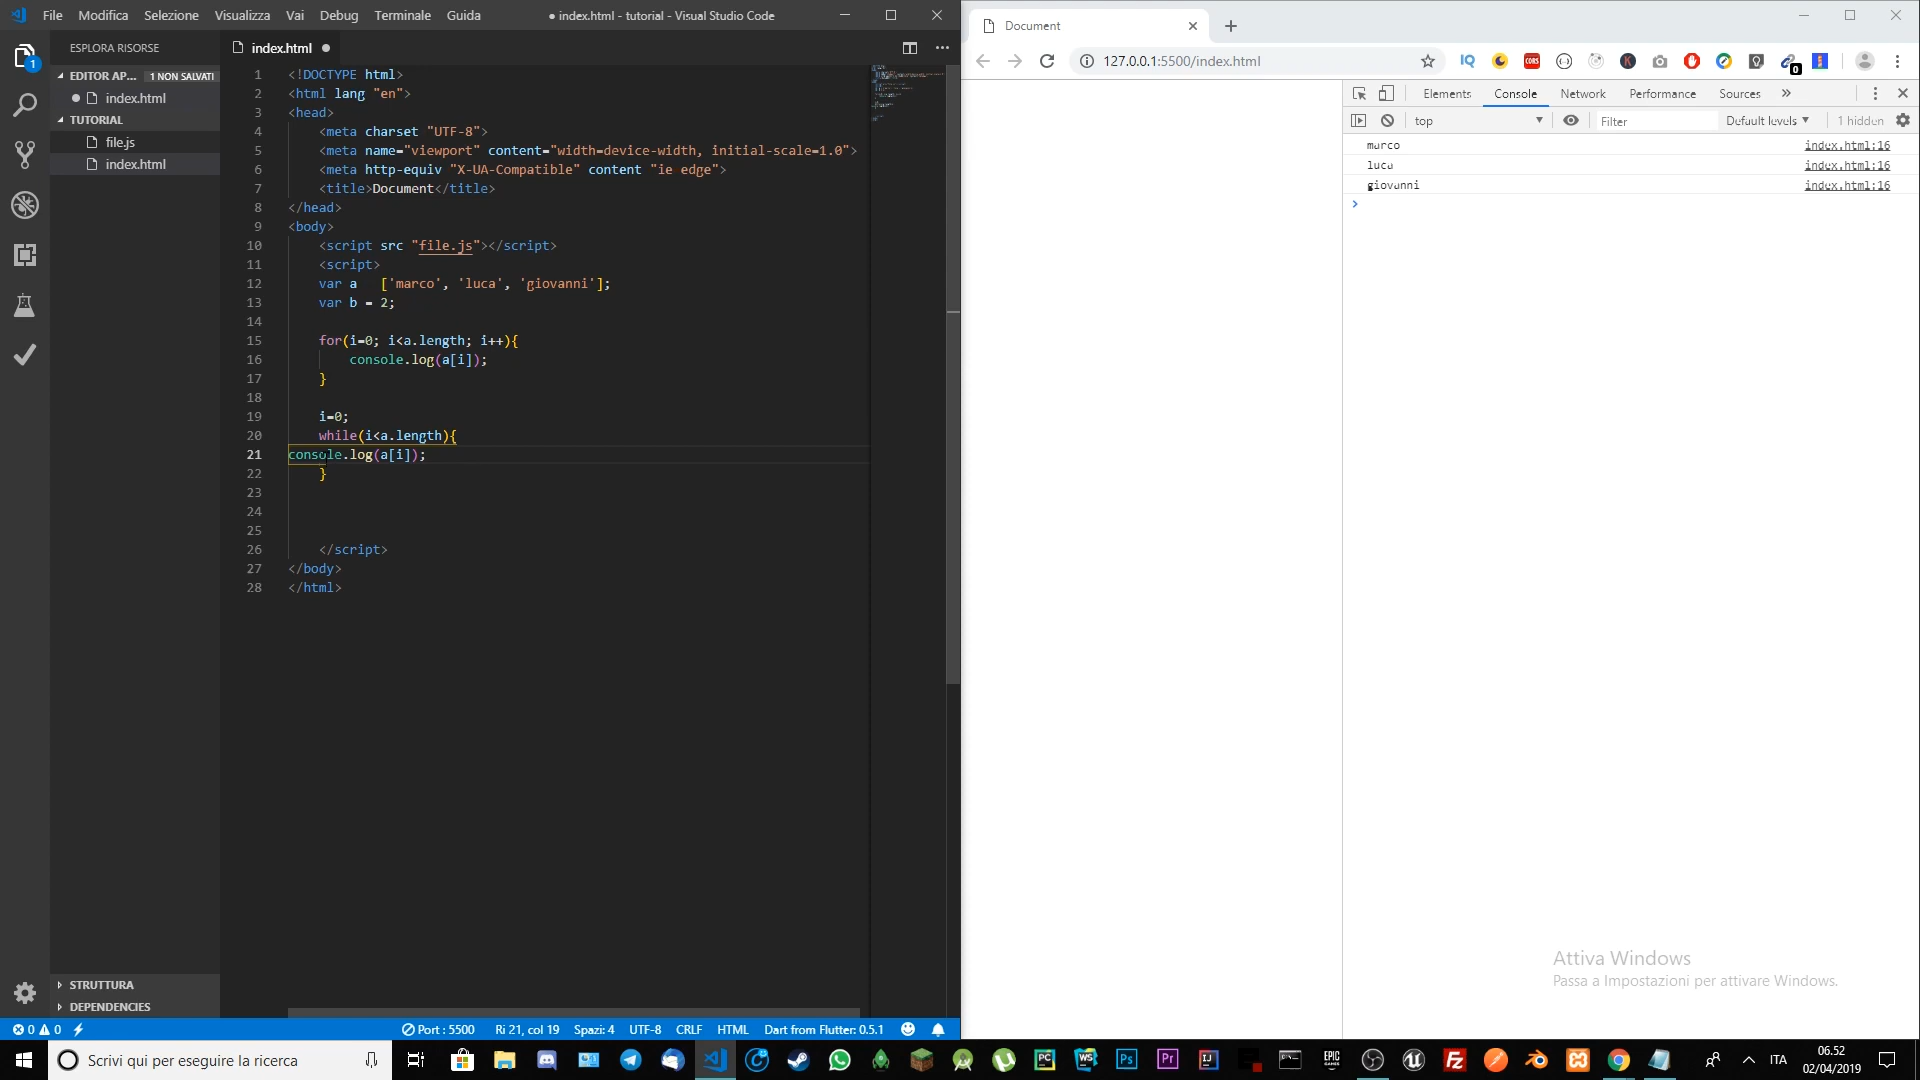 File Modifica Selezione Visualizza Vai Debug Terminale Guida
● index.html - tutorial - Visual Studio Code
ESPLORA RISORSE
EDITOR AP... 1 NON SALVATI
index.html
TUTORIAL
file.js
index.html
STRUTTURA
DEPENDENCIES
index.html
1 <!DOCTYPE html>
2 <html lang "en">
3 <head>
4 <meta charset "UTF-8">
5 <meta name="viewport" content="width=device-width, initial-scale=1.0">
6 <meta http-equiv "X-UA-Compatible" content "ie edge">
7 <title>Document</title>
8 </head>
9 <body>
10 <script src "file.js"></script>
11 <script>
12 var a ['marco', 'luca', 'giovanni'];
13 var b = 2;
14
15 for(i=0; i<a.length; i++){
16 console.log(a[i]);
17 }
18
19 i=0;
20 while(i<a.length){
21 console.log(a[i]);
22 }
23
24
25
26 </script>
27 </body>
28 </html>
0 0 Port : 5500 Ri 21, col 19 Spazi: 4 UTF-8 CRLF HTML Dart from Flutter: 0.5.1
Document
127.0.0.1:5500/index.html
Elements Console Network Performance Sources »
top Filter Default levels 1 hidden
marco index.html:16
luca index.html:16
giovanni index.html:16
Attiva Windows
Passa a Impostazioni per attivare Windows.
Scrivi qui per eseguire la ricerca
ITA
06.52
02/04/2019